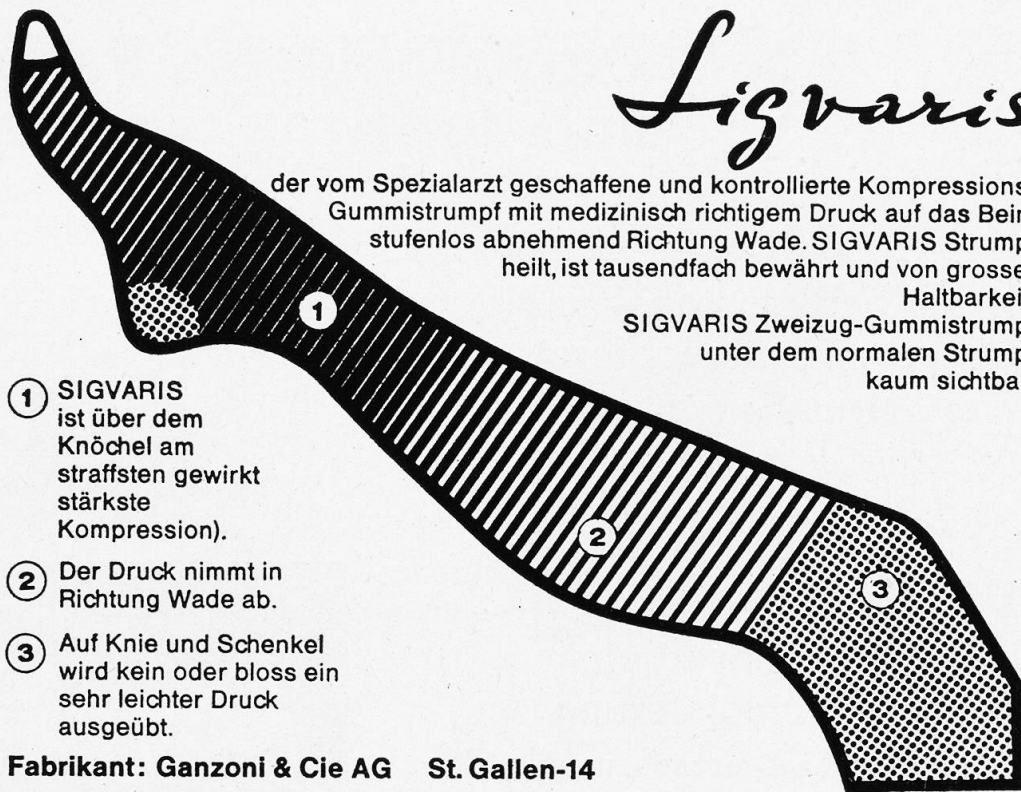 Sigvaris
der vom Spezialarzt geschaffene und kontrollierte Kompressions
Gummistrumpf mit medizinisch richtigem Druck auf das Bein
stufenlos abnehmend Richtung Wade. SIGVARIS Strump
heilt, ist tausendfach bewährt und von grosse
Haltbarkei
SIGVARIS Zweizug-Gummistrump
unter dem normalen Strump
kaum sichtba
1 SIGVARIS
ist über dem
Knöchel am
straffsten gewirkt
stärkste
Kompression).
2 Der Druck nimmt in
Richtung Wade ab.
3 Auf Knie und Schenkel
wird kein oder bloss ein
sehr leichter Druck
ausgeübt.
1
2
3
Fabrikant: Ganzoni & Cie AG St. Gallen-14